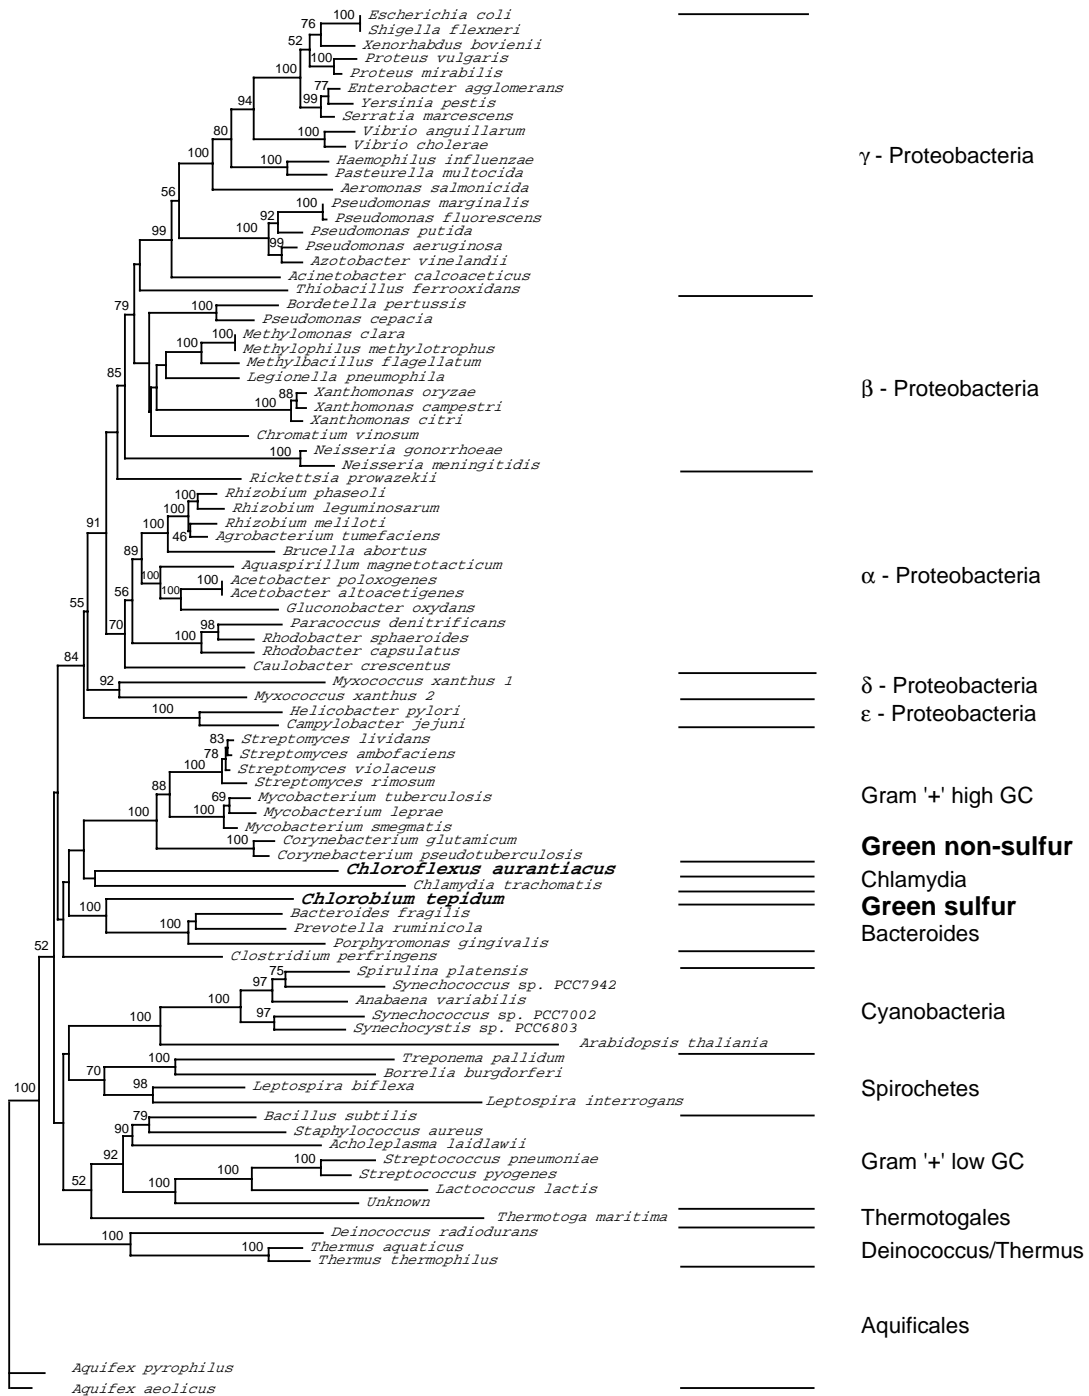 100 Escherichia coli
76 Shigella flexneri
52 Xenorhabdus bovienii
100 Proteus vulgaris
100 Proteus mirabilis
77 Enterobacter agglomerans
99 Yersinia pestis
94 Serratia marcescens
80 100 Vibrio anguillarum
Vibrio cholerae
100 100 Haemophilus influenzae
γ - Proteobacteria
Pasteurella multocida
56 Aeromonas salmonicida
100 Pseudomonas marginalis
92 Pseudomonas fluorescens
99 100 Pseudomonas putida
99 Pseudomonas aeruginosa
Azotobacter vinelandii
Acinetobacter calcoaceticus
Thiobacillus ferrooxidans
79 100 Bordetella pertussis
Pseudomonas cepacia
100 Methylomonas clara
100 Methylophilus methylotrophus
Methylbacillus flagellatum
85 Legionella pneumophila
88 Xanthomonas oryzae
β - Proteobacteria
100 Xanthomonas campestri
Xanthomonas citri
Chromatium vinosum
100 Neisseria gonorrhoeae
Neisseria meningitidis
Rickettsia prowazekii
100 Rhizobium phaseoli
100 Rhizobium leguminosarum
91 100 Rhizobium meliloti
46 Agrobacterium tumefaciens
89 Brucella abortus
Aquaspirillum magnetotacticum
α - Proteobacteria
100 100 Acetobacter poloxogenes
56 100 Acetobacter altoacetigenes
55 Gluconobacter oxydans
70 98 Paracoccus denitrificans
100 Rhodobacter sphaeroides
84 Rhodobacter capsulatus
Caulobacter crescentus
92 Myxococcus xanthus 1
δ - Proteobacteria
Myxococcus xanthus 2
100 Helicobacter pylori
ε - Proteobacteria
Campylobacter jejuni
83 Streptomyces lividans
78 Streptomyces ambofaciens
100 Streptomyces violaceus
88 Streptomyces rimosum
69 Mycobacterium tuberculosis
Gram '+' high GC
100 100 Mycobacterium leprae
Mycobacterium smegmatis
100 Corynebacterium glutamicum
Green non-sulfur
Corynebacterium pseudotuberculosis
Chloroflexus aurantiacus
Chlamydia
Chlamydia trachomatis
100 Chlorobium tepidum
Green sulfur
Bacteroides fragilis
100 Prevotella ruminicola
Bacteroides
52 Porphyromonas gingivalis
Clostridium perfringens
75 Spirulina platensis
97 Synechococcus sp. PCC7942
100 Anabaena variabilis
Cyanobacteria
100 97 Synechococcus sp. PCC7002
Synechocystis sp. PCC6803
Arabidopsis thaliania
100 Treponema pallidum
70 Borrelia burgdorferi
100 98 Leptospira biflexa
Spirochetes
Leptospira interrogans
79 Bacillus subtilis
90 Staphylococcus aureus
Acholeplasma laidlawii
92 100 Streptococcus pneumoniae
Gram '+' low GC
100 Streptococcus pyogenes
52 100 Lactococcus lactis
Unknown
Thermotoga maritima
Thermotogales
100 Deinococcus radiodurans
100 Thermus aquaticus
Deinococcus/Thermus
Thermus thermophilus
Aquificales
Aquifex pyrophilus
Aquifex aeolicus